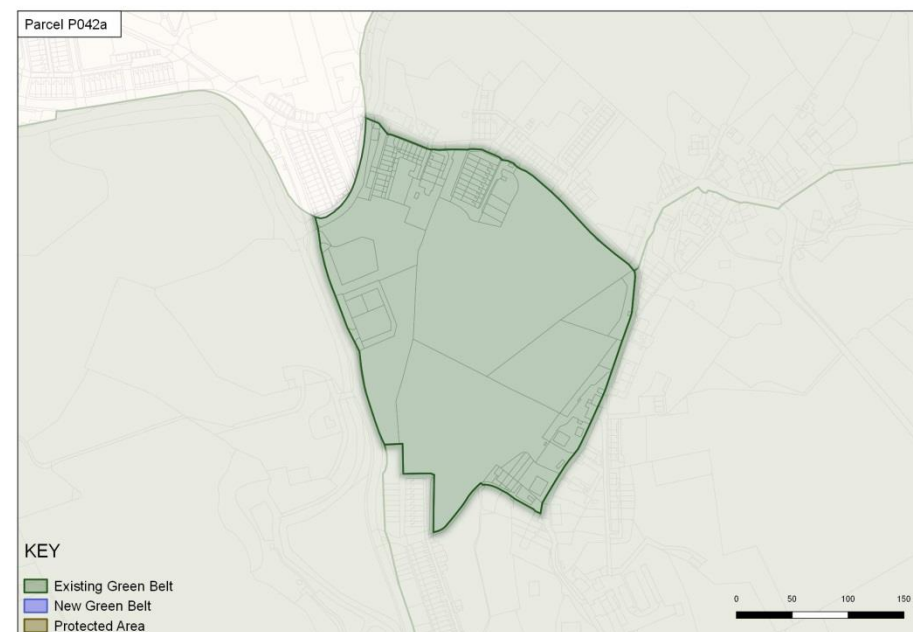 Parcel P042a
KEY
Existing Green Belt
New Green Belt
Protected Area
0 50 100 150